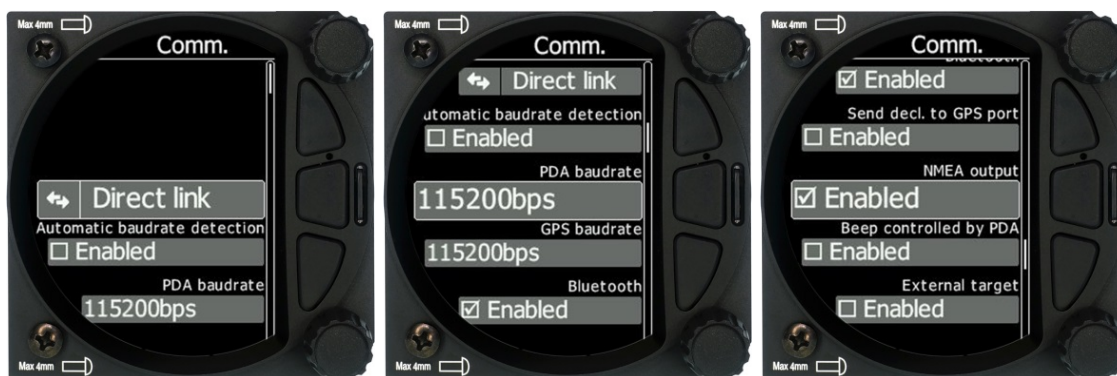 Max 4mm
Comm.
Direct link
Automatic baudrate detection
Enabled
PDA baudrate
115200bps
Max 4mm
Max 4mm
Comm.
Direct link
utomatic baudrate detection
Enabled
PDA baudrate
115200bps
GPS baudrate
115200bps
Bluetooth
Enabled
Max 4mm
Max 4mm
Comm.
Bluetooth
Enabled
Send decl. to GPS port
Enabled
NMEA output
Enabled
Beep controlled by PDA
Enabled
External target
Enabled
Max 4mm